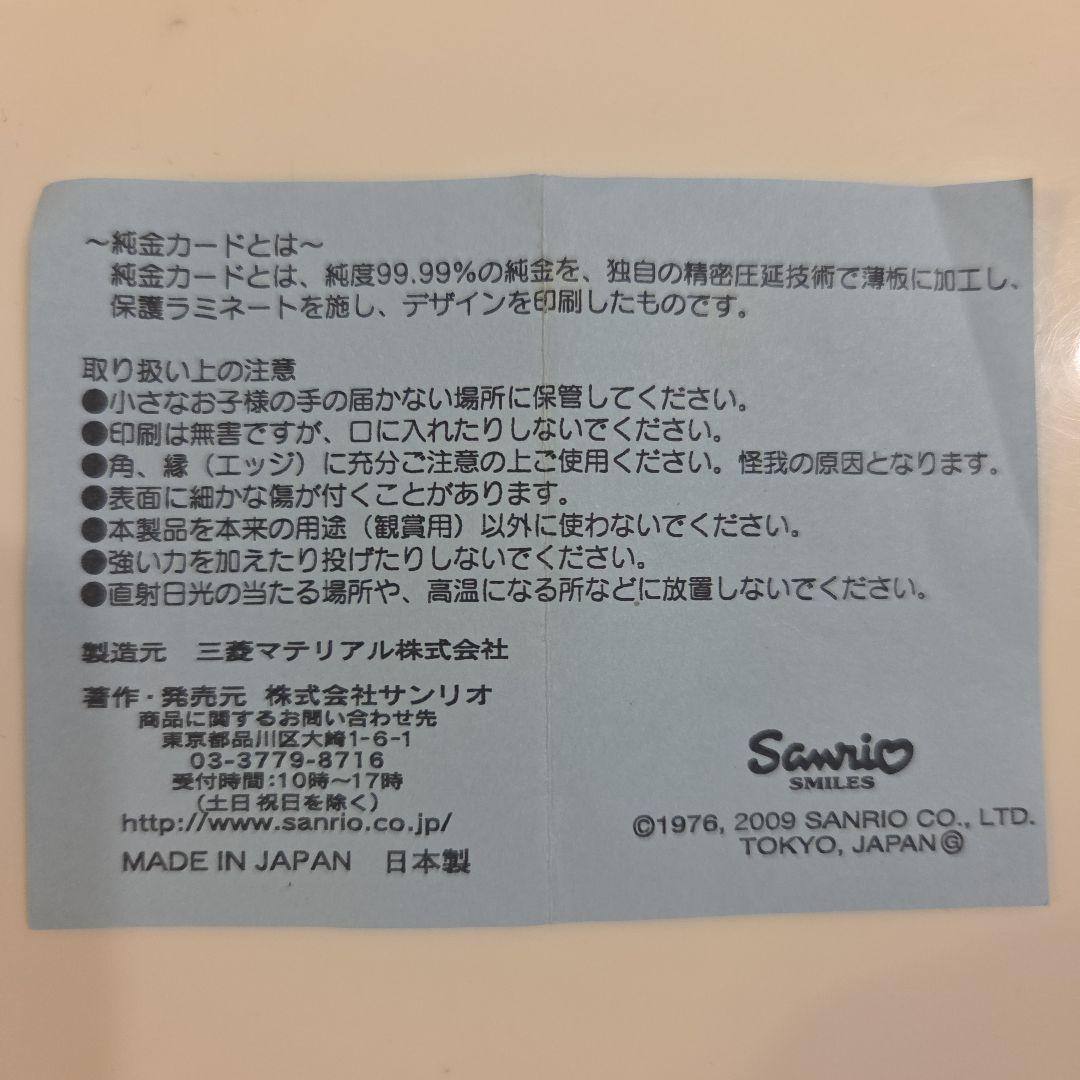 ～純金カードとは～
純金カードとは、純度99.99%の純金を、独自の精密圧延技術で薄板に加工し、
保護ラミネートを施し、デザインを印刷したものです。
取り扱い上の注意
●小さなお子様の手の届かない場所に保管してください。
●印刷は無害ですが、口に入れたりしないでください。
●角、縁（エッジ）に充分ご注意の上ご使用ください。怪我の原因となります。
●表面に細かな傷が付くことがあります。
●本製品を本来の用途（観賞用）以外に使わないでください。
●強い力を加えたり投げたりしないでください。
●直射日光の当たる場所や、高温になる所などに放置しないでください。
製造元　三菱マテリアル株式会社
著作・発売元　株式会社サンリオ
商品に関するお問い合わせ先
東京都品川区大崎1-6-1
03-3779-8716
受付時間：10時～17時
（土日祝日を除く）
http://www.sanrio.co.jp/
MADE IN JAPAN　日本製
Sanrio
SMILES
©1976, 2009 SANRIO CO., LTD.
TOKYO, JAPAN Ⓖ